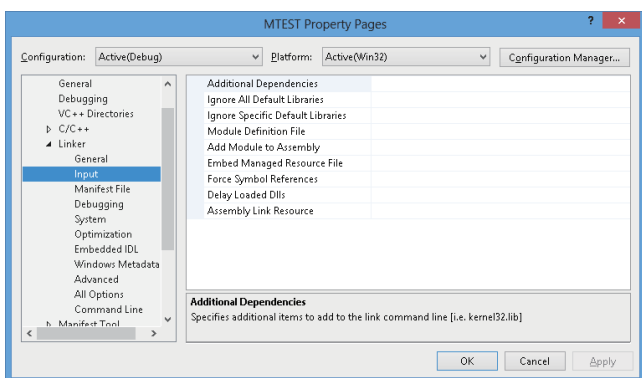 MTEST Property Pages
? ×
Configuration: Active(Debug) Platform: Active(Win32) Configuration Manager...
General
Debugging
VC++ Directories
C/C++
Linker
General
Input
Manifest File
Debugging
System
Optimization
Embedded IDL
Windows Metadata
Advanced
All Options
Command Line
Manifest Tool
Additional Dependencies
Ignore All Default Libraries
Ignore Specific Default Libraries
Module Definition File
Add Module to Assembly
Embed Managed Resource File
Force Symbol References
Delay Loaded Dlls
Assembly Link Resource
Additional Dependencies
Specifies additional items to add to the link command line [i.e. kernel32.lib]
OK Cancel Apply